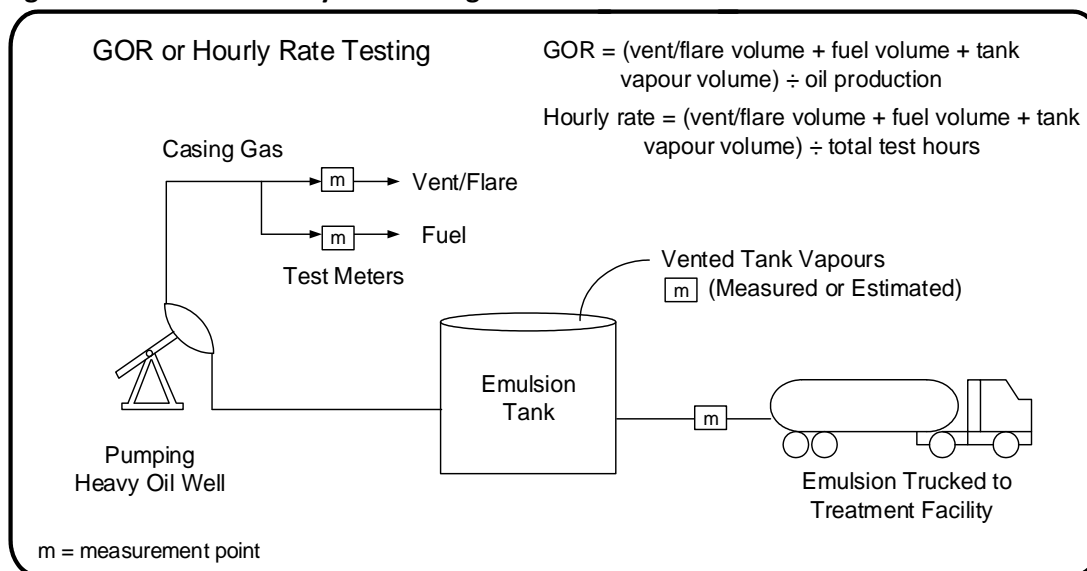 GOR or Hourly Rate Testing
GOR = (vent/flare volume + fuel volume + tank
vapour volume) ÷ oil production
Hourly rate = (vent/flare volume + fuel volume + tank
vapour volume) ÷ total test hours
Casing Gas
m
Vent/Flare
m
Fuel
Test Meters
Vented Tank Vapours
m (Measured or Estimated)
Emulsion
Tank
m
Pumping
Heavy Oil Well
Emulsion Trucked to
Treatment Facility
m = measurement point